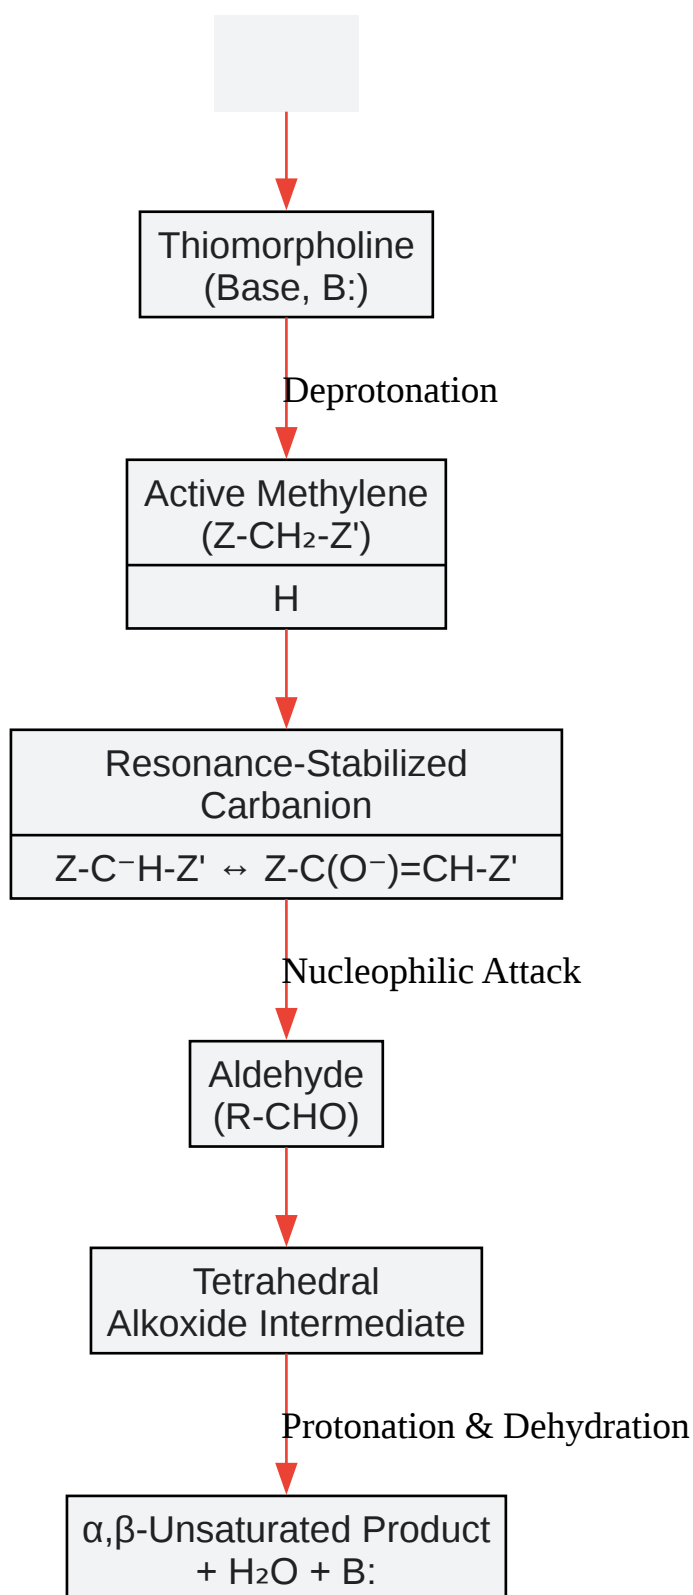 Thiomorpholine
(Base, B:)
Deprotonation
Active Methylene
(Z-CH₂-Z')
H
Resonance-Stabilized
Carbanion
Z-C⁻H-Z' ↔ Z-C(O⁻)=CH-Z'
Nucleophilic Attack
Aldehyde
(R-CHO)
Tetrahedral
Alkoxide Intermediate
Protonation & Dehydration
α,β-Unsaturated Product
+ H₂O + B: